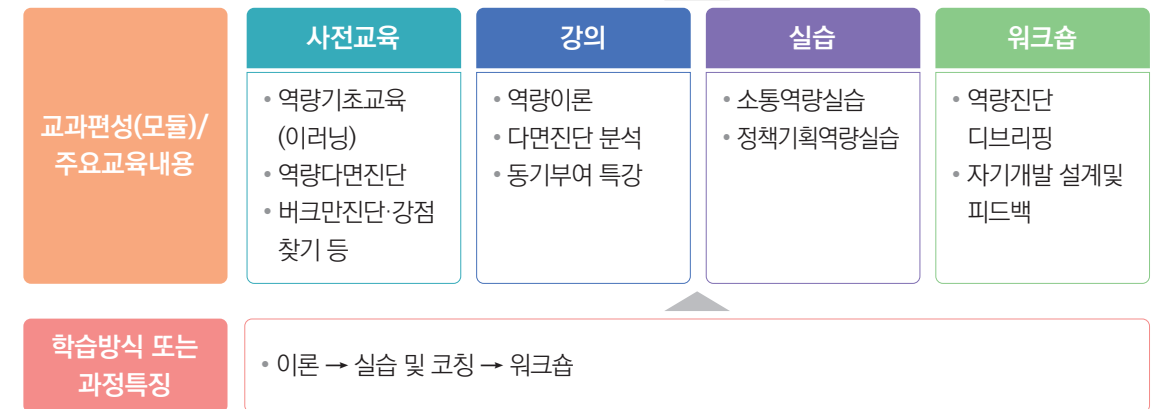 교과편성(모듈)/
주요교육내용
사전교육
• 역량기초교육
(이러닝)
• 역량다면진단
• 버크만진단·강점
찾기 등
강의
• 역량이론
• 다면진단 분석
• 동기부여 특강
실습
• 소통역량실습
• 정책기획역량실습
워크숍
• 역량진단
디브리핑
• 자기개발 설계및
피드백
학습방식 또는
과정특징
• 이론 → 실습 및 코칭 → 워크숍